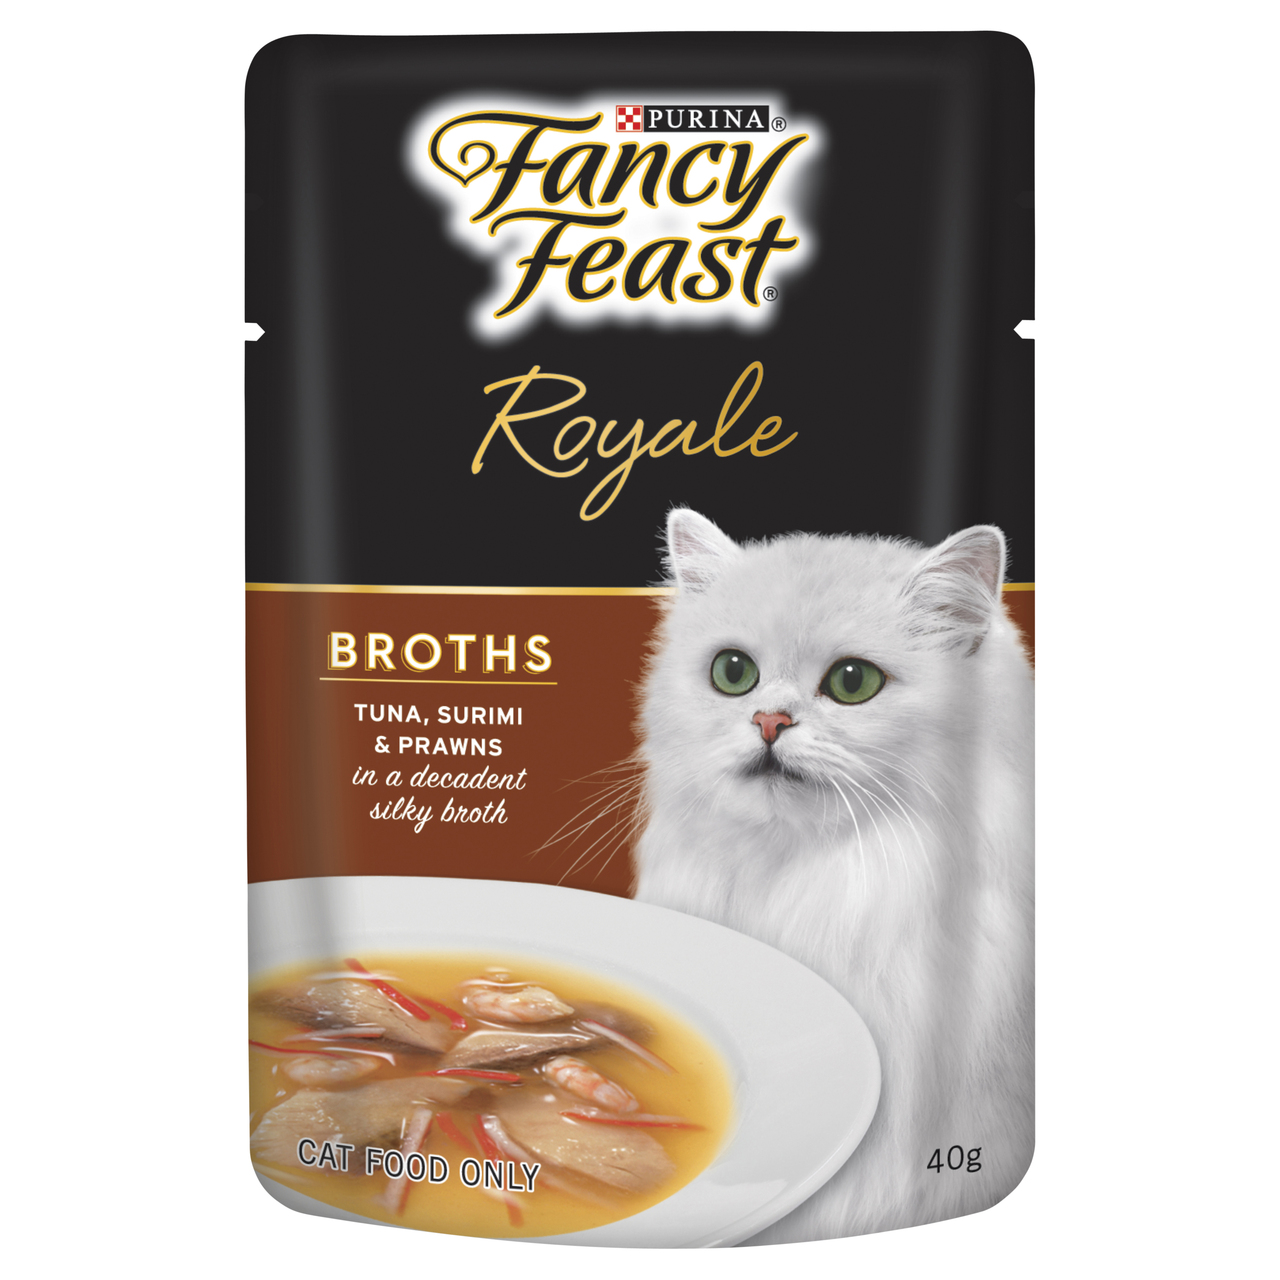 PURINA®
Fancy
Feast®
Royale
BROTHS
TUNA, SURIMI
& PRAWNS
in a decadent
silky broth
CAT FOOD ONLY
40g